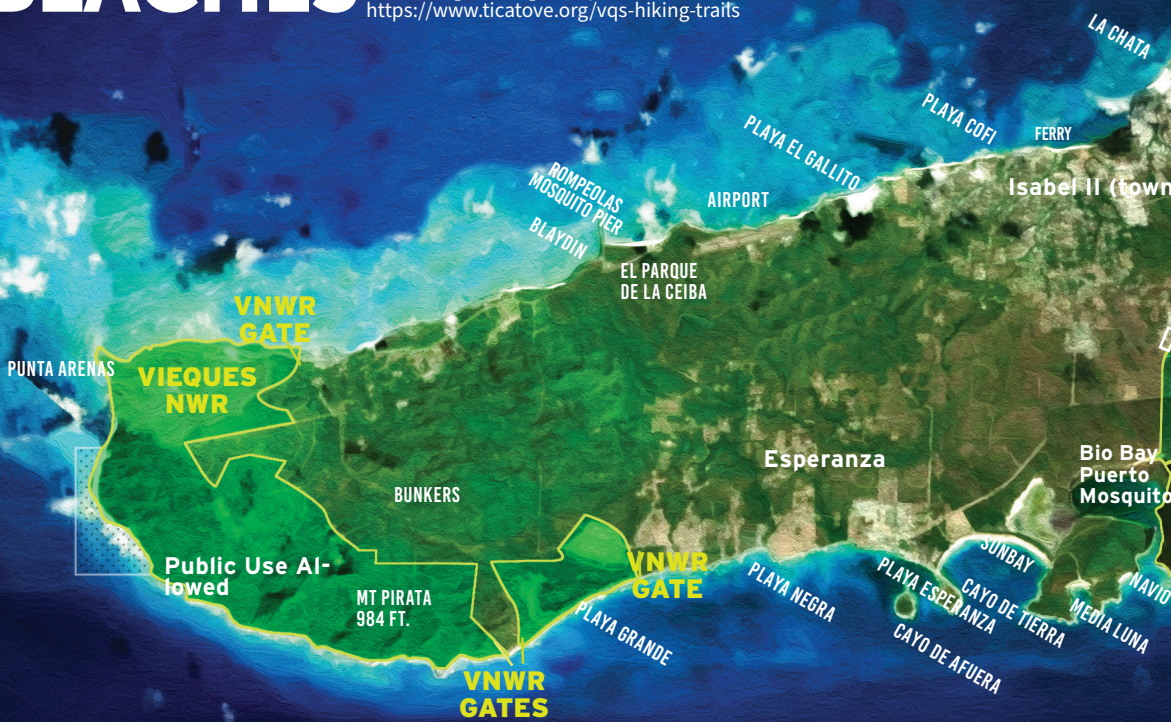 BEACHES
https://www.ticatove.org/vqs-hiking-trails
LA CHATA
PLAYA COFI
FERRY
PLAYA EL GALLITO
Isabel II (town
ROMPEOLAS
MOSQUITO PIER
AIRPORT
BLAYDIN
EL PARQUE
DE LA CEIBA
VNWR
GATE
PUNTA ARENAS
VIEQUES
NWR
Esperanza
Bio Bay
Puerto
Mosquito
BUNKERS
Public Use Al-
lowed
MT PIRATA
984 FT.
VNWR
GATE
SUNBAY
PLAYA NEGRA
PLAYA ESPERANZA
CAYO DE TIERRA
MEDIA LUNA
NAVIO
PLAYA GRANDE
CAYO DE AFUERA
VNWR
GATES